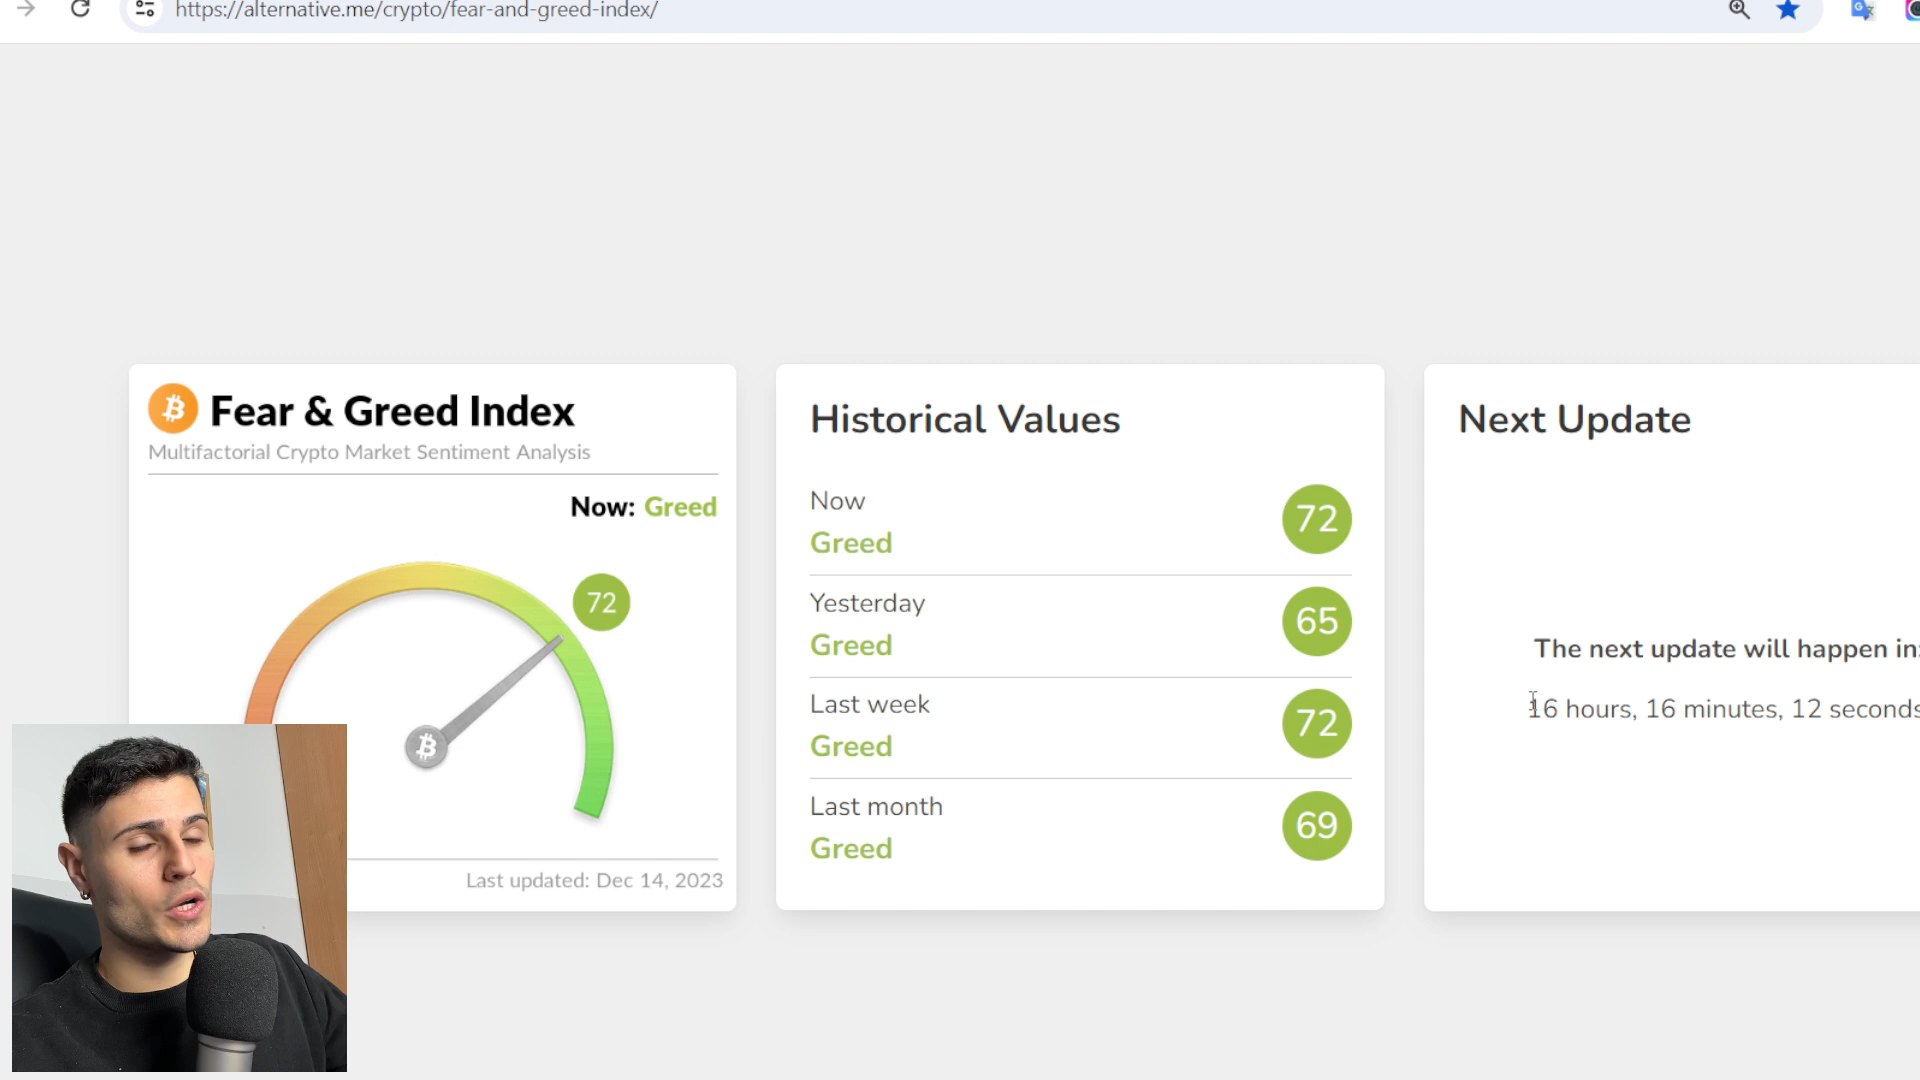 https://alternative.me/crypto/fear-and-greed-index/
Fear & Greed Index
Multifactorial Crypto Market Sentiment Analysis
Now: Greed
72
Last updated: Dec 14, 2023
Historical Values
Now
Greed
72
Yesterday
Greed
65
Last week
Greed
72
Last month
Greed
69
Next Update
The next update will happen in:
16 hours, 16 minutes, 12 seconds